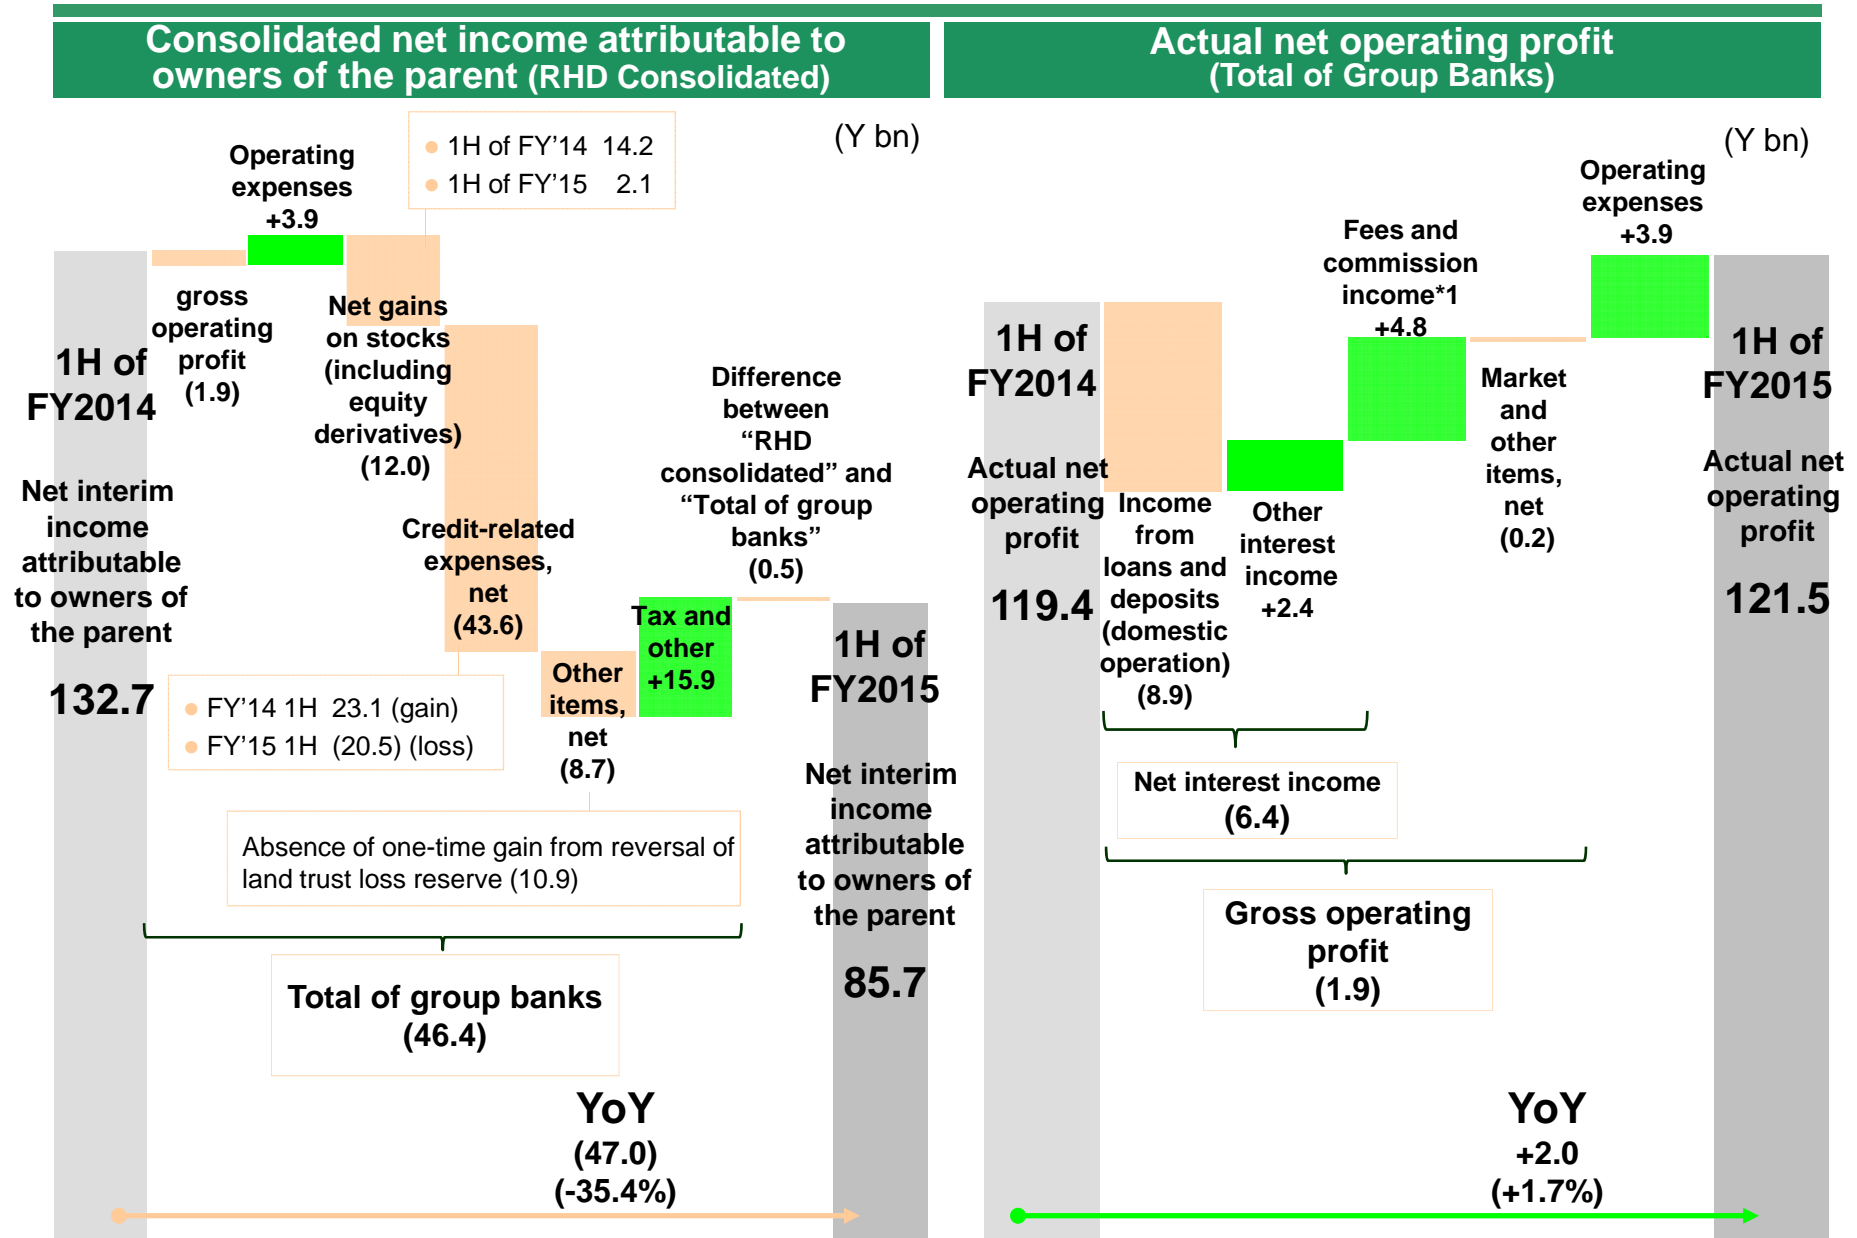 Consolidated net income attributable to
owners of the parent (RHD Consolidated)
(Y bn)
1H of FY'14 14.2
1H of FY'15 2.1
Operating
expenses
+3.9
gross
operating
profit
(1.9)
Net gains
on stocks
(including
equity
derivatives)
(12.0)
1H of
FY2014
Net interim
income
attributable
to owners of
the parent
132.7
Credit-related
expenses,
net
(43.6)
FY'14 1H 23.1 (gain)
FY'15 1H (20.5) (loss)
Other
items,
net
(8.7)
Absence of one-time gain from reversal of
land trust loss reserve (10.9)
Tax and
other
+15.9
Difference
between
“RHD
consolidated” and
“Total of group
banks”
(0.5)
1H of
FY2015
Net interim
income
attributable
to owners of
the parent
85.7
Total of group banks
(46.4)
YoY
(47.0)
(-35.4%)
Actual net operating profit
(Total of Group Banks)
(Y bn)
1H of
FY2014
Actual net
operating
profit
119.4
Income
from
loans and
deposits
(domestic
operation)
(8.9)
Other
interest
income
+2.4
Fees and
commission
income*1
+4.8
Market
and
other
items,
net
(0.2)
Operating
expenses
+3.9
1H of
FY2015
Actual net
operating
profit
121.5
Net interest income
(6.4)
Gross operating
profit
(1.9)
YoY
+2.0
(+1.7%)